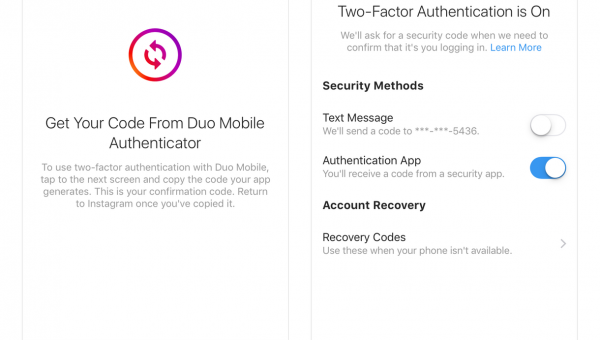 Get Your Code From Duo Mobile
Authenticator
To use two-factor authentication with Duo Mobile,
tap to the next screen and copy the code your app
generates. This is your confirmation code. Return
to Instagram once you've copied it.
Two-Factor Authentication is On
We'll ask for a security code when we need to
confirm that it's you logging in. Learn More
Security Methods
Text Message
We'll send a code to ***-***-5436.
Authentication App
You'll receive a code from a security app.
Account Recovery
Recovery Codes
Use these when your phone isn't available.